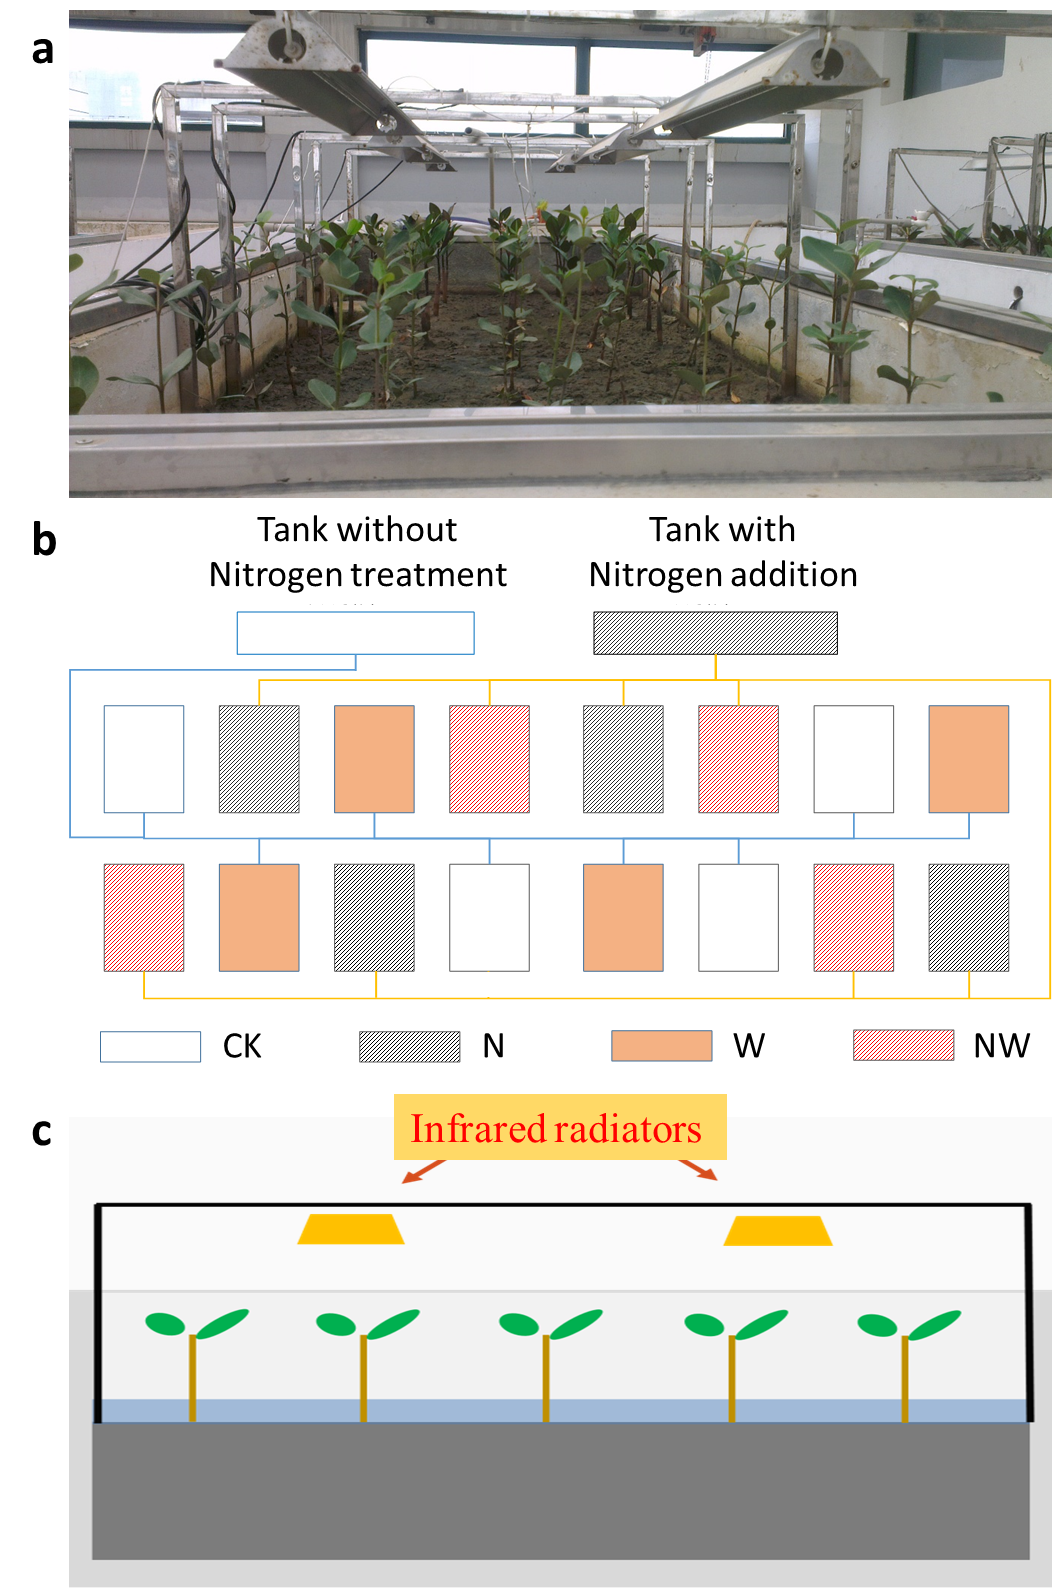 a
b
Tank without
Nitrogen treatment
Tank with
Nitrogen addition
CK
N
W
NW
c
Infrared radiators